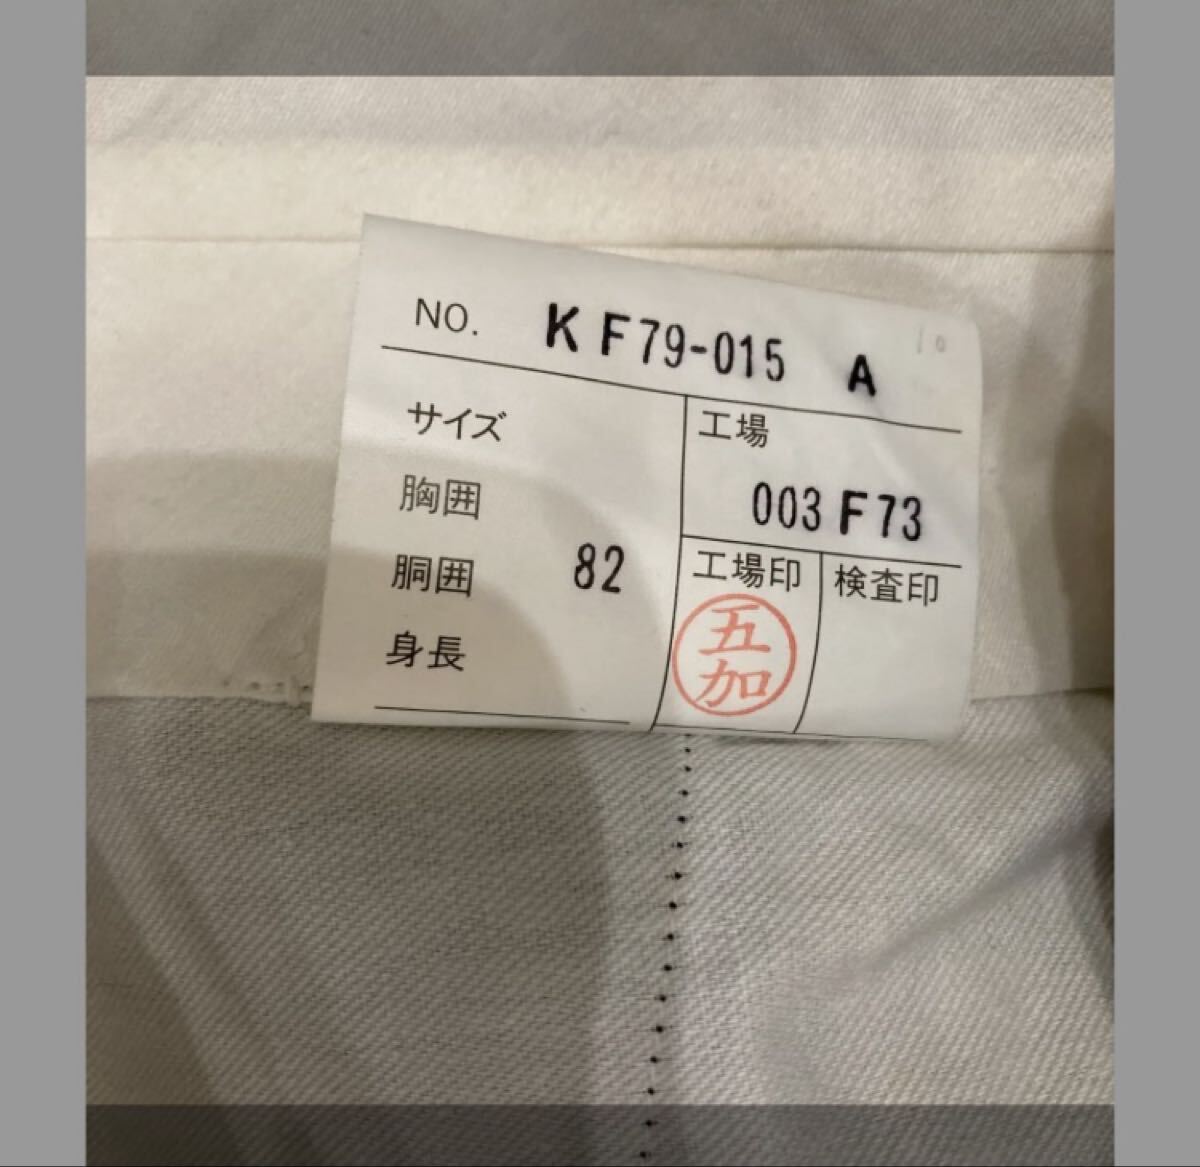 NO. KF79-015 A
サイズ
胸囲
胴囲 82
身長
工場
003 F73
工場印
五加
検査印